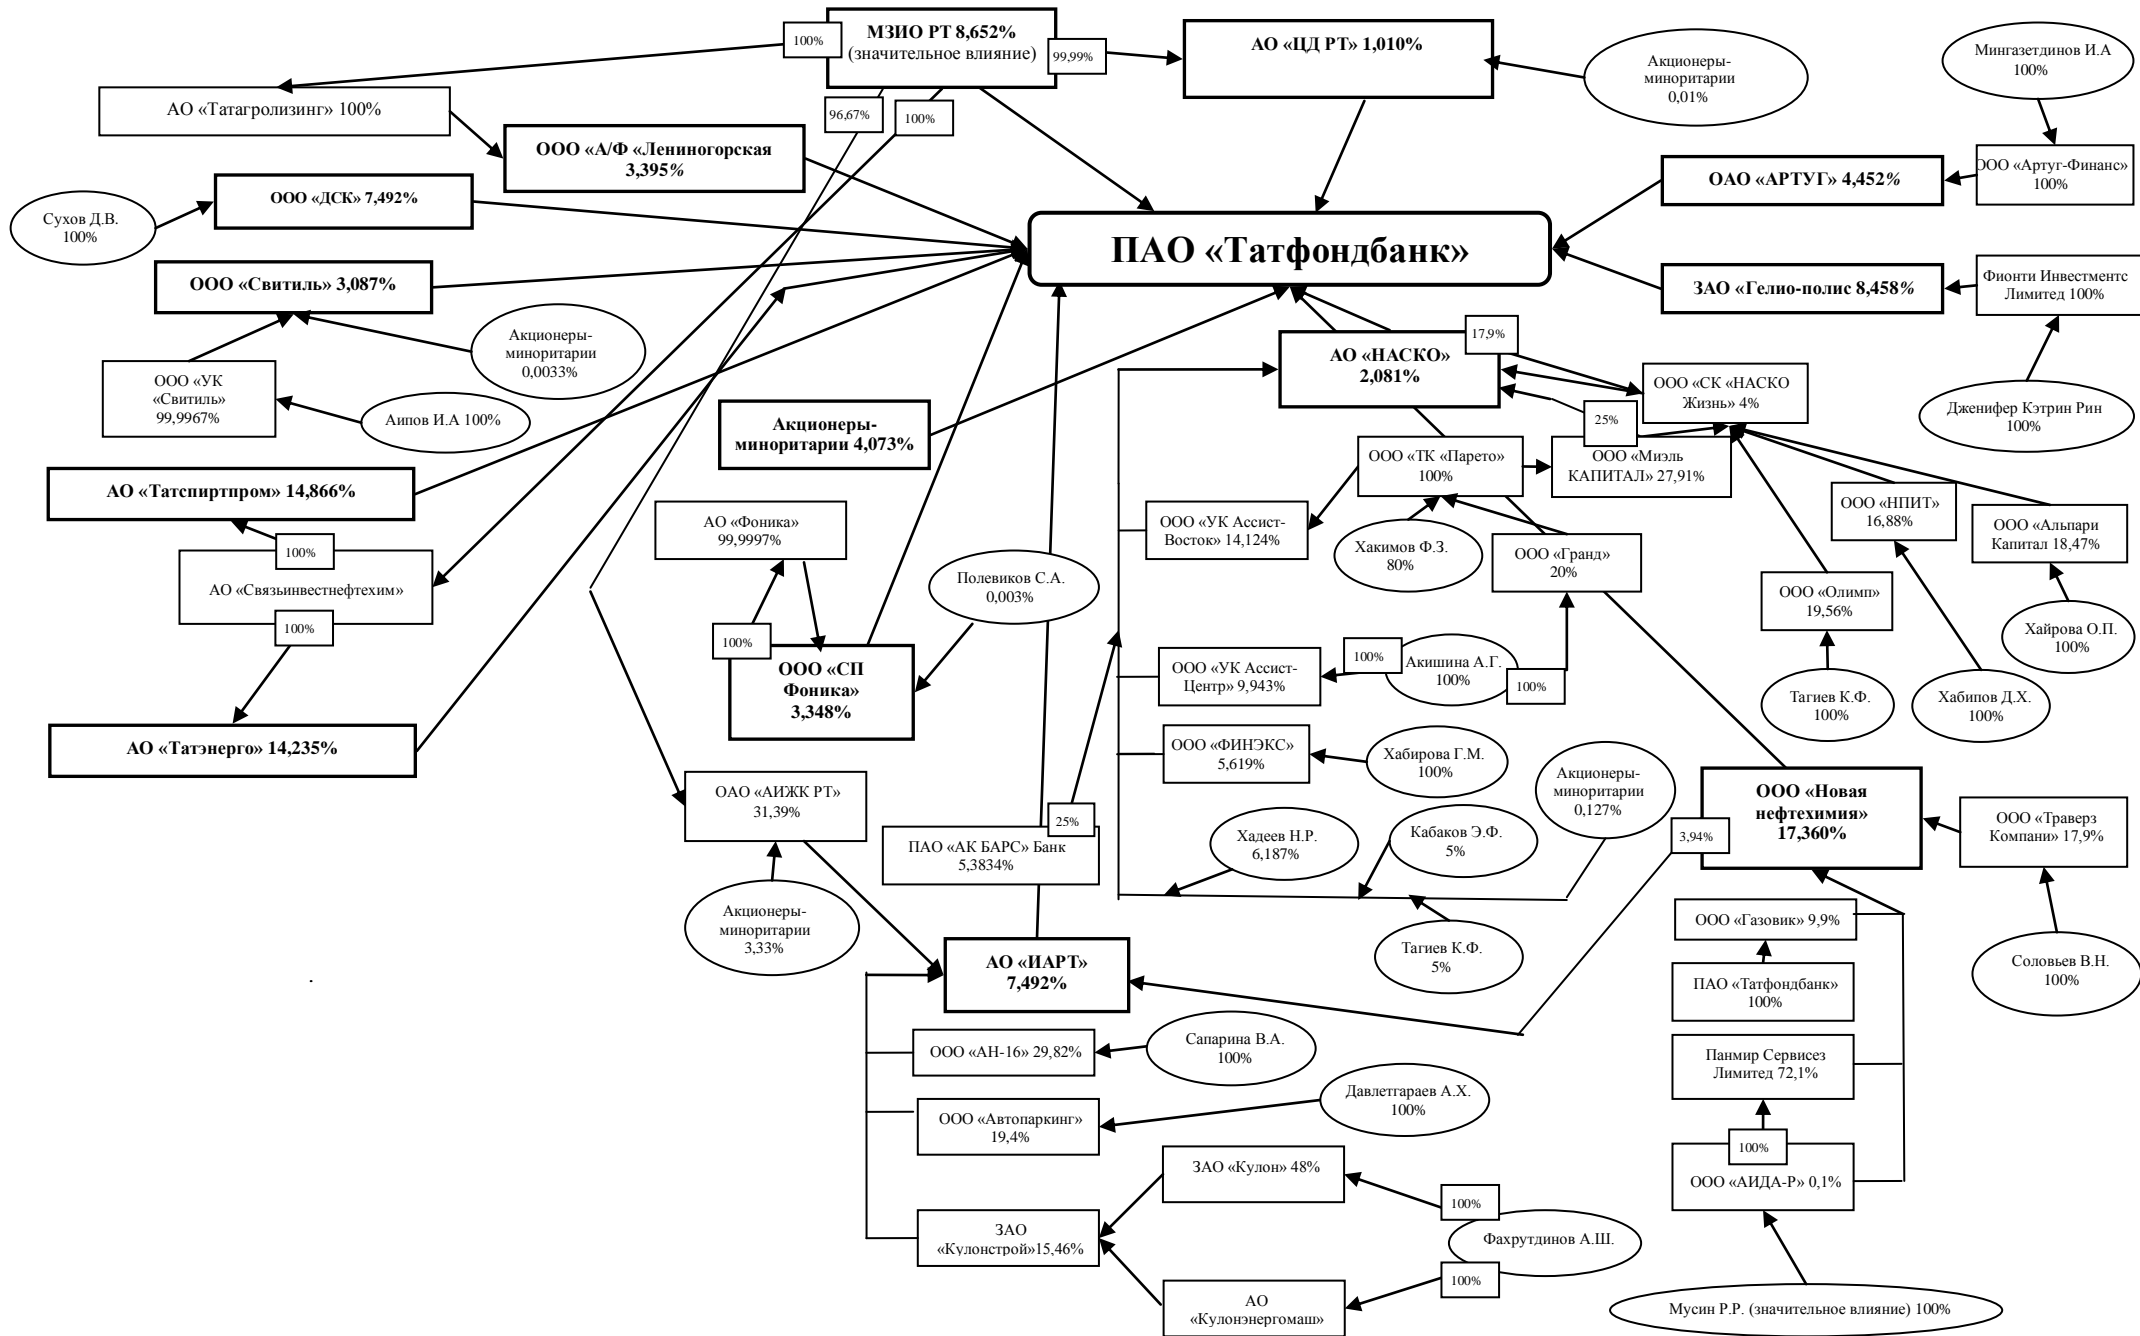 МЗИО РТ 8,652%
(значительное влияние)
100%
99,99%
АО «ЦД РТ» 1,010%
Акционеры-
миноритарии
0,01%
Мингазетдинов И.А
100%
АО «Татагролизинг» 100%
96,67%
100%
ООО «А/Ф «Лениногорская
3,395%
ОАО «АРТУГ» 4,452%
ООО «Артуг-Финанс»
100%
Сухов Д.В.
100%
ООО «ДСК» 7,492%
ПАО «Татфондбанк»
ООО «Свитиль» 3,087%
ЗАО «Гелио-полис 8,458%
Фионти Инвестментс
Лимитед 100%
Акционеры-
миноритарии
0,0033%
ООО «УК
«Свитиль»
99,9967%
Аипов И.А 100%
АО «НАСКО»
2,081%
17,9%
ООО «СК «НАСКО
Жизнь» 4%
Дженифер Кэтрин Рин
100%
Акционеры-
миноритарии 4,073%
25%
ООО «ТК «Парето»
100%
ООО «Миэль
КАПИТАЛ» 27,91%
АО «Татспиртпром» 14,866%
100%
АО «Связьинвестнефтехим»
100%
АО «Фоника»
99,9997%
ООО «УК Ассист-
Восток» 14,124%
Хакимов Ф.З.
80%
ООО «Гранд»
20%
ООО «НПИТ»
16,88%
ООО «Альпари
Капитал 18,47%
Полевиков С.А.
0,003%
ООО «Олимп»
19,56%
Хайрова О.П.
100%
100%
ООО «СП
Фоника»
3,348%
ООО «УК Ассист-
Центр» 9,943%
100%
Акишина А.Г.
100%
100%
Тагиев К.Ф.
100%
Хабипов Д.Х.
100%
АО «Татэнерго» 14,235%
ООО «ФИНЭКС»
5,619%
Хабирова Г.М.
100%
Акционеры-
миноритарии
0,127%
ОАО «АИЖК РТ»
31,39%
25%
ПАО «АК БАРС» Банк
5,3834%
Хадеев Н.Р.
6,187%
Кабаков Э.Ф.
5%
3,94%
ООО «Новая
нефтехимия»
17,360%
ООО «Траверз
Компани» 17,9%
Акционеры-
миноритарии
3,33%
Тагиев К.Ф.
5%
ООО «Газовик» 9,9%
Соловьев В.Н.
100%
АО «ИАРТ»
7,492%
ПАО «Татфондбанк»
100%
.
ООО «АН-16» 29,82%
Сапарина В.А.
100%
Панмир Сервисез
Лимитед 72,1%
ООО «Автопаркинг»
19,4%
Давлетгараев А.Х.
100%
100%
ООО «АИДА-Р» 0,1%
ЗАО «Кулон» 48%
100%
ЗАО
«Кулонстрой»15,46%
Фахрутдинов А.Ш.
100%
АО
«Кулонэнергомаш»
Мусин Р.Р. (значительное влияние) 100%